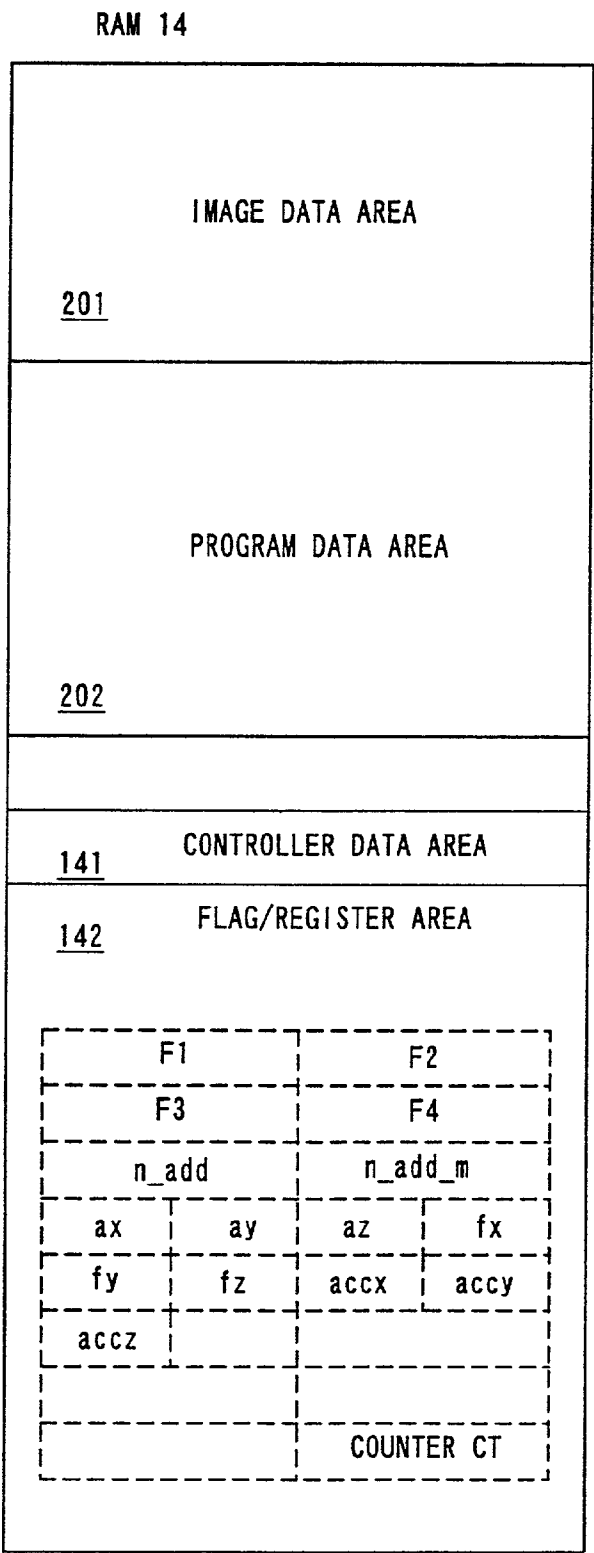 RAM 14
IMAGE DATA AREA
201
PROGRAM DATA AREA
202
CONTROLLER DATA AREA
141
FLAG/REGISTER AREA
142
F1 F2
F3 F4
n_add n_add_m
ax ay az fx
fy fz accx accy
accz
COUNTER CT